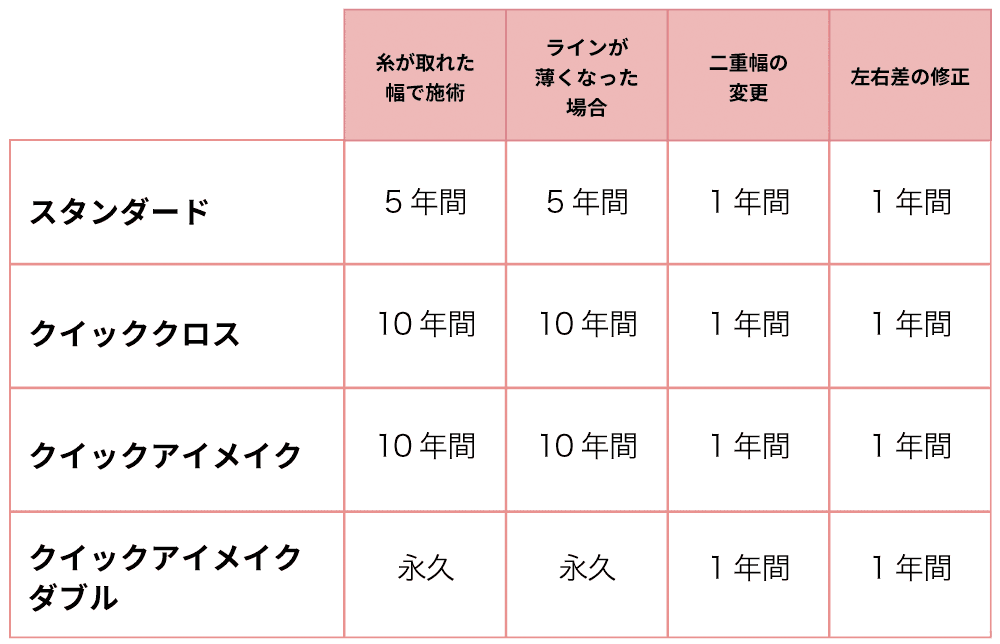 糸が取れた
幅で施術
ラインが
薄くなった
場合
二重幅の
変更
左右差の修正
スタンダード
5年間
5年間
1年間
1年間
クイッククロス
10年間
10年間
1年間
1年間
クイックアイメイク
10年間
10年間
1年間
1年間
クイックアイメイク
ダブル
永久
永久
1年間
1年間